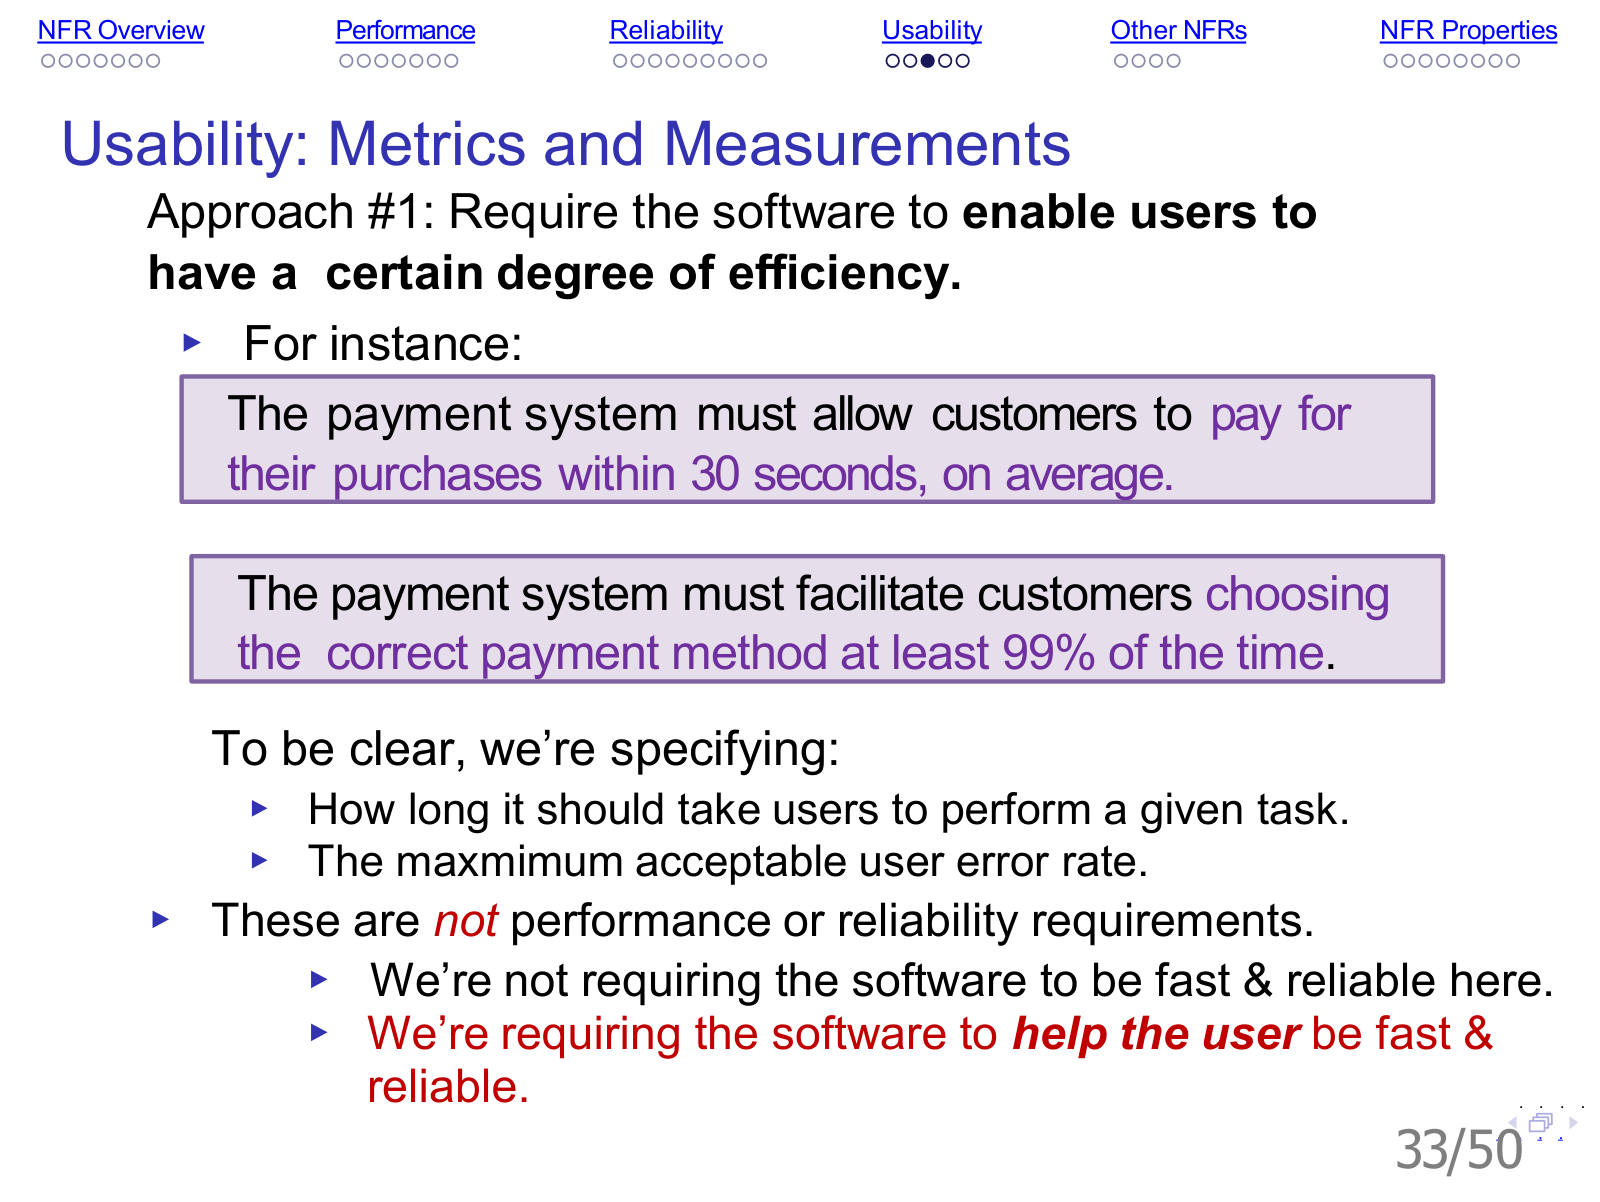 NFR Overview Performance Reliability Usability Other NFRs NFR Properties
Usability: Metrics and Measurements
Approach #1: Require the software to enable users to
have a certain degree of efficiency.
For instance:
The payment system must allow customers to pay for
their purchases within 30 seconds, on average.
The payment system must facilitate customers choosing
the correct payment method at least 99% of the time.
To be clear, we’re specifying:
How long it should take users to perform a given task.
The maxmimum acceptable user error rate.
These are not performance or reliability requirements.
We’re not requiring the software to be fast & reliable here.
We’re requiring the software to help the user be fast &
reliable.
33/50